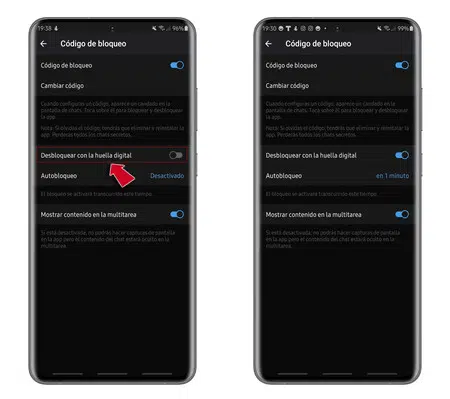 19:38
96%
Código de bloqueo
Código de bloqueo
Cambiar código
Cuando configures un código, aparece un candado en la
pantalla de chats. Toca sobre él para bloquear y desbloquear
la app.
Nota: Si olvidas el código, tendrás que eliminar y reinstalar la
app. Perderás todos los chats secretos.
Desbloquear con la huella digital
Autobloqueo
Desactivado
El bloqueo se activará transcurrido este tiempo.
Mostrar contenido en la multitarea
Si está desactivado, no podrás hacer capturas de pantalla
en la app pero el contenido del chat estará oculto en la
multitarea.
19:30
99%
Código de bloqueo
Código de bloqueo
Cambiar código
Cuando configures un código, aparece un candado en la
pantalla de chats. Toca sobre él para bloquear y desbloquear
la app.
Nota: Si olvidas el código, tendrás que eliminar y reinstalar la
app. Perderás todos los chats secretos.
Desbloquear con la huella digital
Autobloqueo
en 1 minuto
El bloqueo se activará transcurrido este tiempo.
Mostrar contenido en la multitarea
Si está desactivado, no podrás hacer capturas de pantalla
en la app pero el contenido del chat estará oculto en la
multitarea.